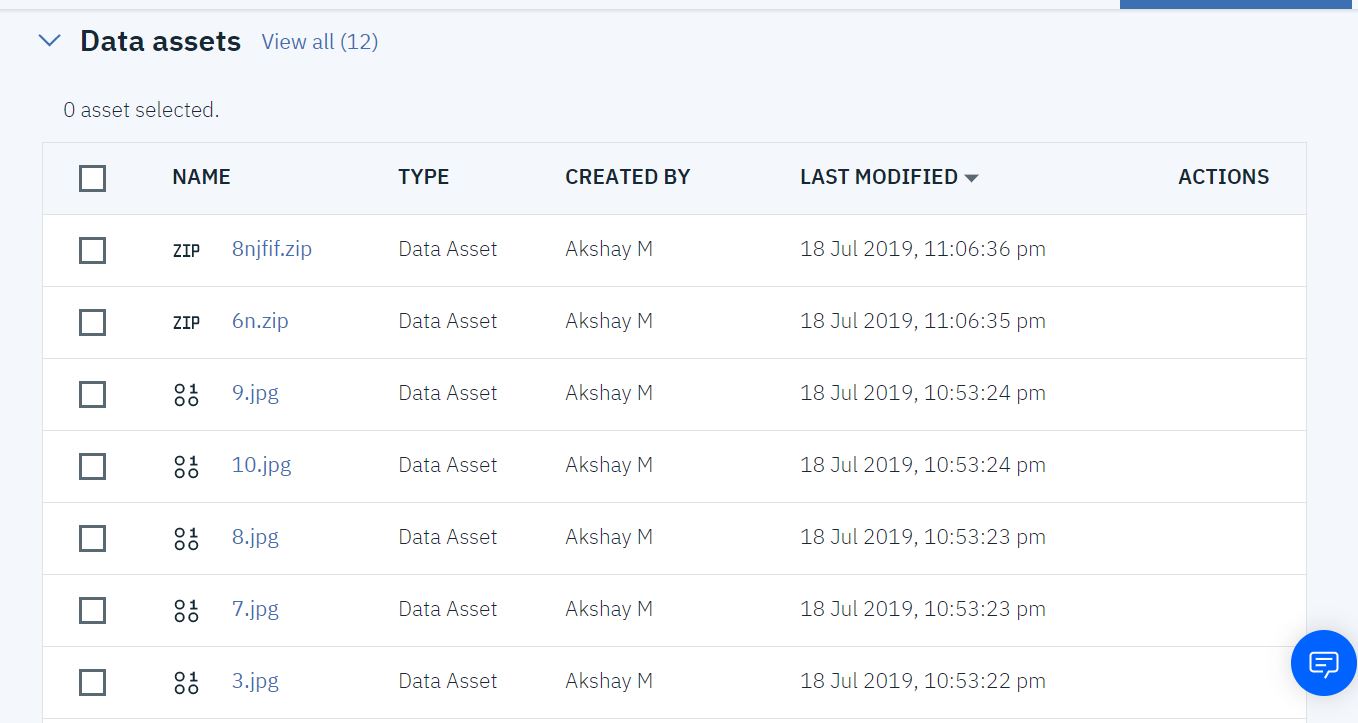 Data assets View all (12)
0 asset selected.
NAME TYPE CREATED BY LAST MODIFIED ACTIONS
ZIP 8njfif.zip Data Asset Akshay M 18 Jul 2019, 11:06:36 pm
ZIP 6n.zip Data Asset Akshay M 18 Jul 2019, 11:06:35 pm
9.jpg Data Asset Akshay M 18 Jul 2019, 10:53:24 pm
10.jpg Data Asset Akshay M 18 Jul 2019, 10:53:24 pm
8.jpg Data Asset Akshay M 18 Jul 2019, 10:53:23 pm
7.jpg Data Asset Akshay M 18 Jul 2019, 10:53:23 pm
3.jpg Data Asset Akshay M 18 Jul 2019, 10:53:22 pm